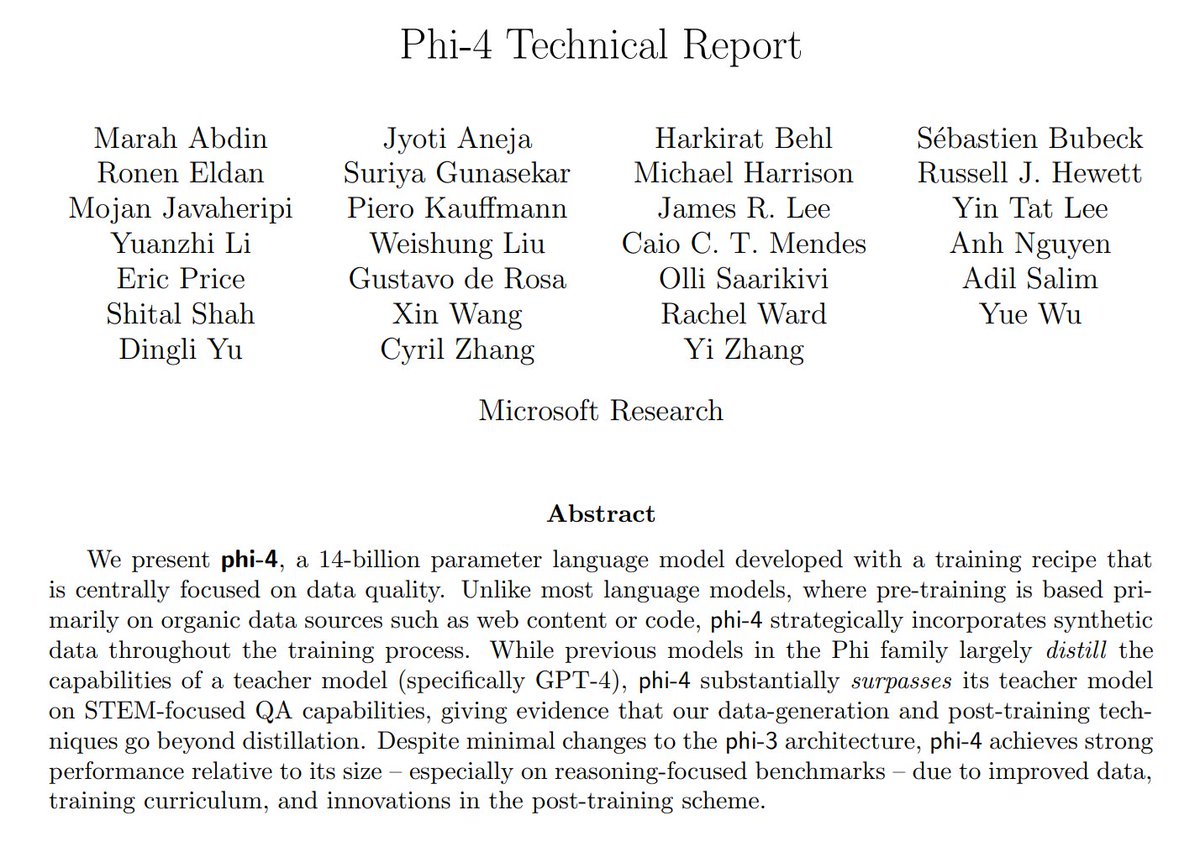 Phi-4 Technical Report
Marah Abdin Jyoti Aneja Harkirat Behl Sébastien Bubeck
Ronen Eldan Suriya Gunasekar Michael Harrison Russell J. Hewett
Mojan Javaheripi Piero Kauffmann James R. Lee Yin Tat Lee
Yuanzhi Li Weishung Liu Caio C. T. Mendes Anh Nguyen
Eric Price Gustavo de Rosa Olli Saarikivi Adil Salim
Shital Shah Xin Wang Rachel Ward Yue Wu
Dingli Yu Cyril Zhang Yi Zhang
Microsoft Research
Abstract
We present phi-4, a 14-billion parameter language model developed with a training recipe that
is centrally focused on data quality. Unlike most language models, where pre-training is based pri-
marily on organic data sources such as web content or code, phi-4 strategically incorporates synthetic
data throughout the training process. While previous models in the Phi family largely distill the
capabilities of a teacher model (specifically GPT-4), phi-4 substantially surpasses its teacher model
on STEM-focused QA capabilities, giving evidence that our data-generation and post-training tech-
niques go beyond distillation. Despite minimal changes to the phi-3 architecture, phi-4 achieves strong
performance relative to its size – especially on reasoning-focused benchmarks – due to improved data,
training curriculum, and innovations in the post-training scheme.